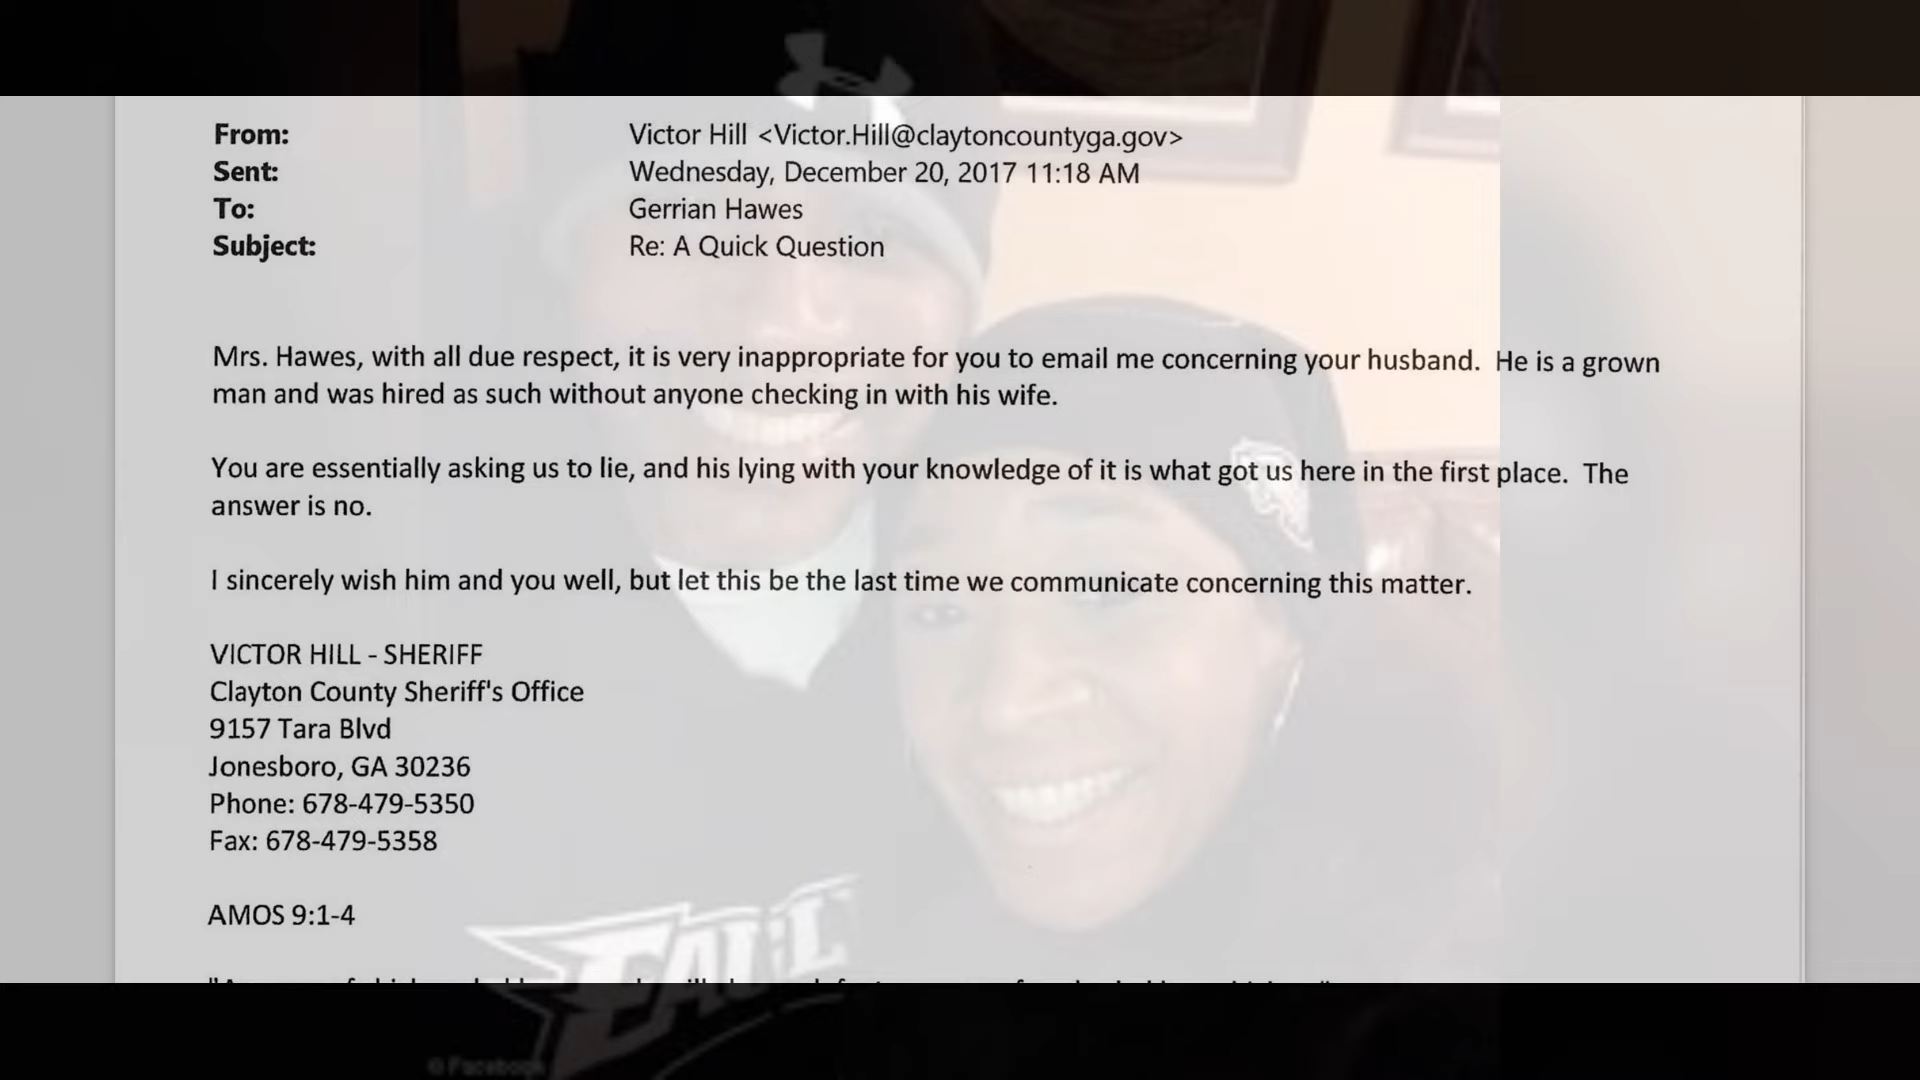 From: Victor Hill <Victor.Hill@claytoncountyga.gov>
Sent: Wednesday, December 20, 2017 11:18 AM
To: Gerrian Hawes
Subject: Re: A Quick Question
Mrs. Hawes, with all due respect, it is very inappropriate for you to email me concerning your husband. He is a grown
man and was hired as such without anyone checking in with his wife.
You are essentially asking us to lie, and his lying with your knowledge of it is what got us here in the first place. The
answer is no.
I sincerely wish him and you well, but let this be the last time we communicate concerning this matter.
VICTOR HILL - SHERIFF
Clayton County Sheriff's Office
9157 Tara Blvd
Jonesboro, GA 30236
Phone: 678-479-5350
Fax: 678-479-5358
AMOS 9:1-4
© Facebook